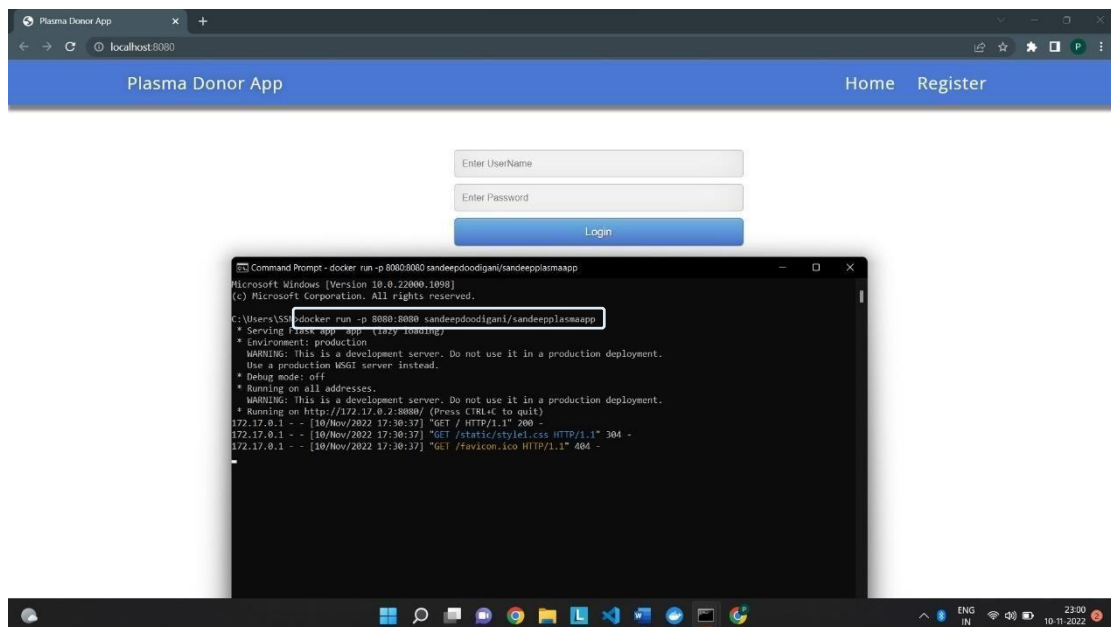 Plasma Donor App
localhost:8080
P
Plasma Donor App
Home Register
Enter UserName
Enter Password
Login
Command Prompt - docker run -p 8080:8080 sandeepdoodigani/sandeepplasmaapp
Microsoft Windows [Version 10.0.22000.1098]
(c) Microsoft Corporation. All rights reserved.
C:\Users\SSN>docker run -p 8080:8080 sandeepdoodigani/sandeepplasmaapp
* Serving Flask app 'app' (lazy loading)
* Environment: production
WARNING: This is a development server. Do not use it in a production deployment.
Use a production WSGI server instead.
* Debug mode: off
* Running on all addresses.
WARNING: This is a development server. Do not use it in a production deployment.
* Running on http://172.17.0.2:8080/ (Press CTRL+C to quit)
172.17.0.1 - - [10/Nov/2022 17:30:37] "GET / HTTP/1.1" 200 -
172.17.0.1 - - [10/Nov/2022 17:30:37] "GET /static/style1.css HTTP/1.1" 304 -
172.17.0.1 - - [10/Nov/2022 17:30:37] "GET /favicon.ico HTTP/1.1" 404 -
L
ENG
IN
23:00
10-11-2022
2